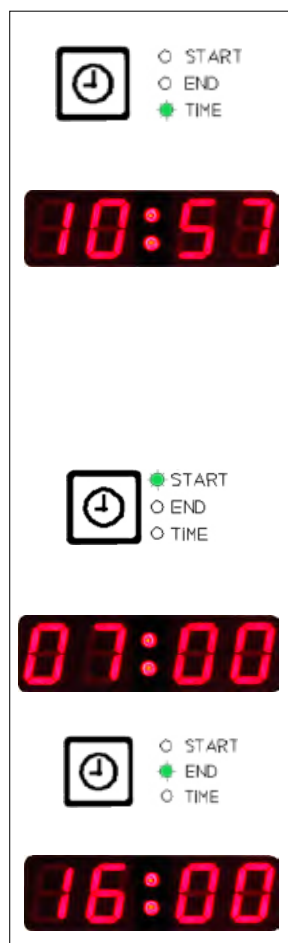 START
END
TIME
10:57
START
END
TIME
07:00
START
END
TIME
16:00